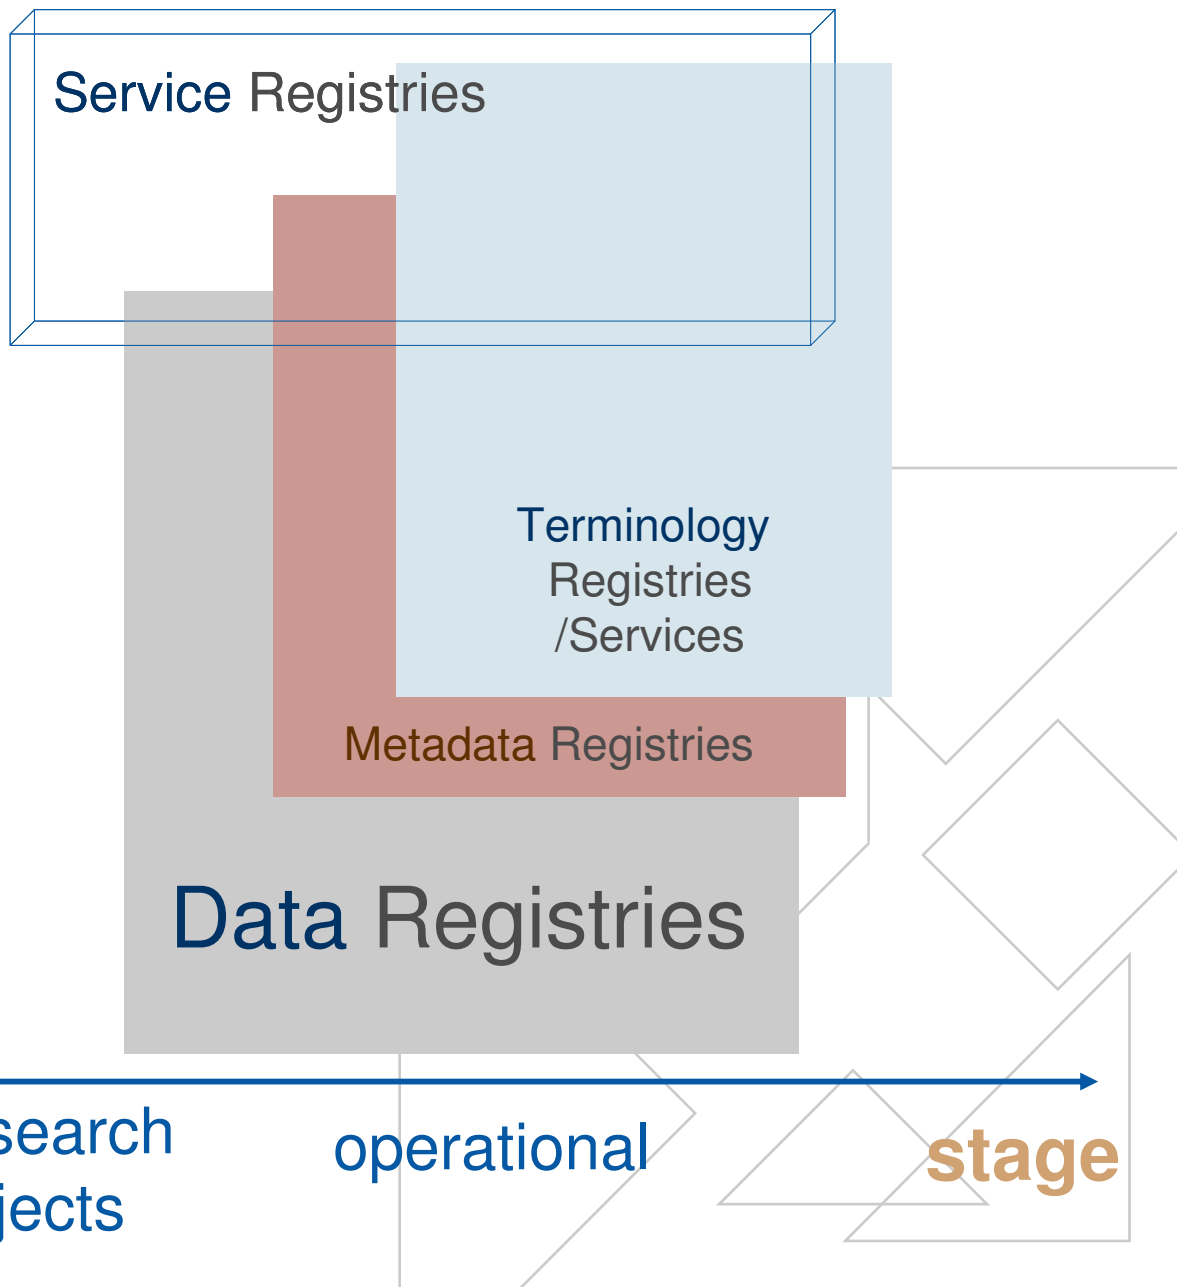 Service Registries
Terminology
Registries
/Services
Metadata Registries
Data Registries
search
operational
stage
jects